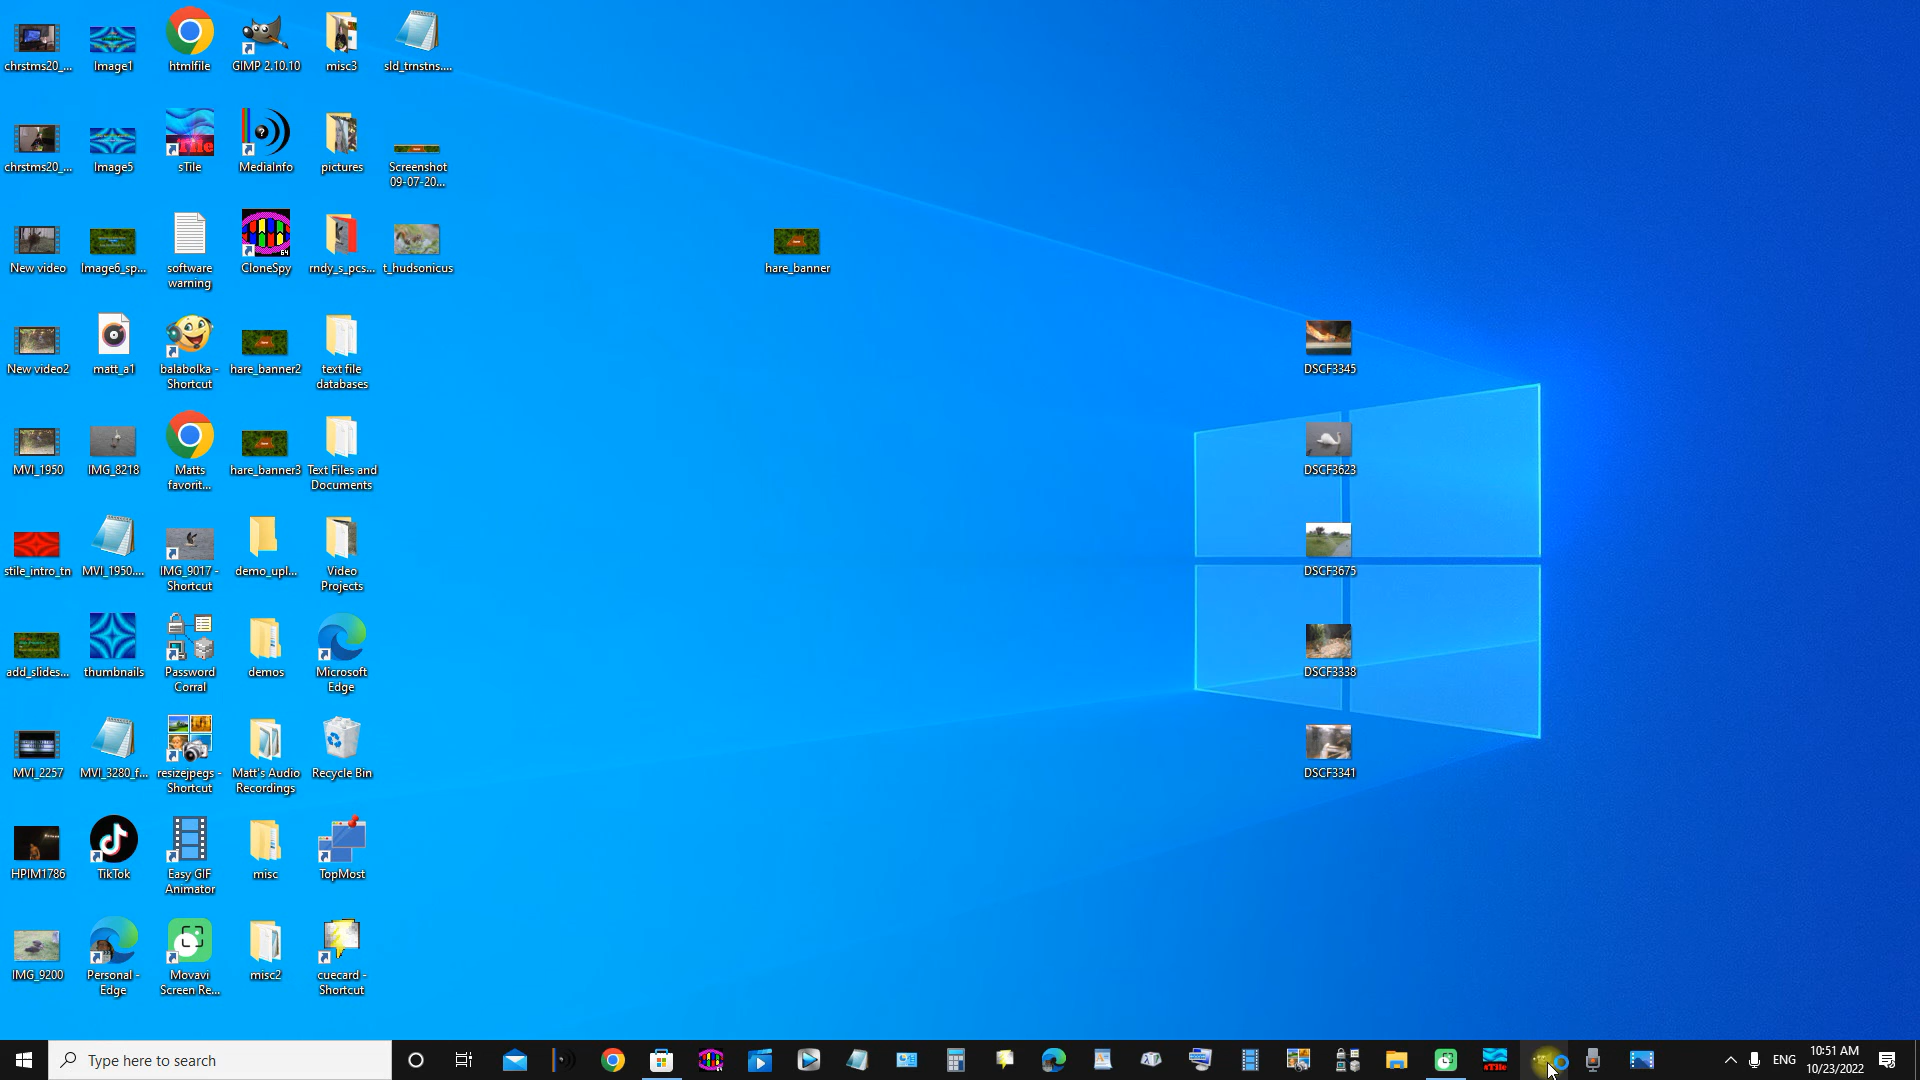 chrstms20_...
Image1
htmlfile
GIMP 2.10.10
misc3
sld_trnstns....
chrstms20_...
Image5
sTile
MediaInfo
pictures
Screenshot
09-07-20...
New video
Image6_sp...
software
warning
CloneSpy
rndy_s_pcs...
t_hudsonicus
hare_banner
New video2
matt_a1
balabolka -
Shortcut
hare_banner2
text file
databases
DSCF3345
MVI_1950
IMG_8218
Matts
favorit...
hare_banner3
Text Files and
Documents
DSCF3623
stile_intro_tn
MVI_1950....
IMG_9017 -
Shortcut
demo_upl...
Video
Projects
DSCF3675
add_slides...
thumbnails
Password
Corral
demos
Microsoft
Edge
DSCF3338
MVI_2257
MVI_3280_f...
resizejpegs -
Shortcut
Matt's Audio
Recordings
Recycle Bin
DSCF3341
HPIM1786
TikTok
Easy GIF
Animator
misc
TopMost
IMG_9200
Personal -
Edge
Movavi
Screen Re...
misc2
cuecard -
Shortcut
Type here to search
ENG
10:51 AM
10/23/2022